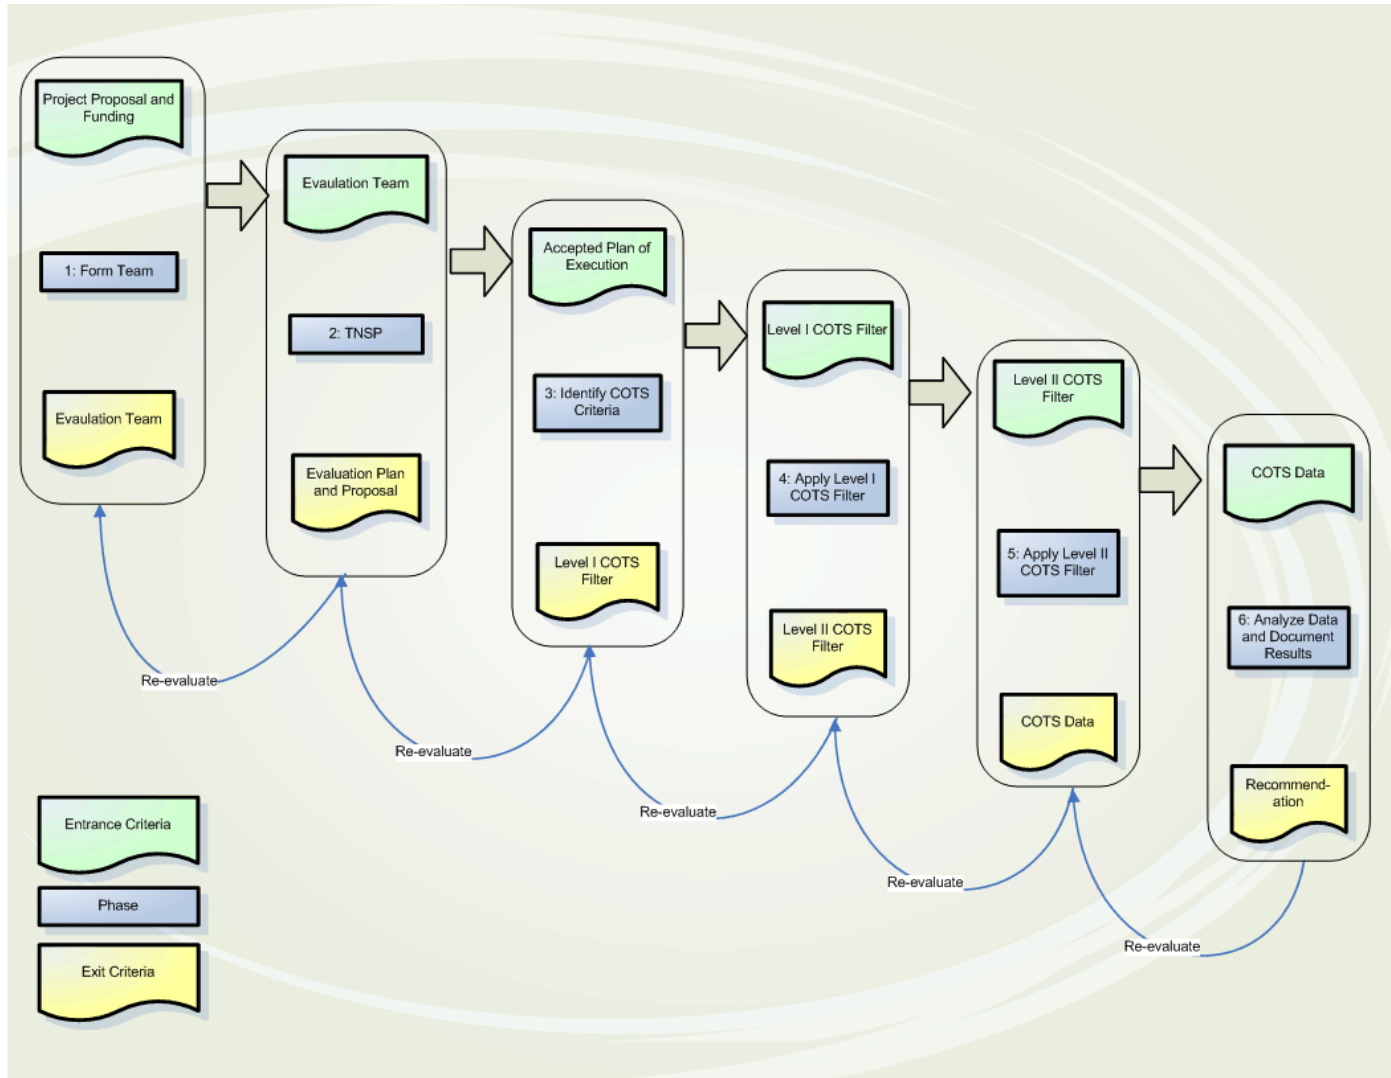 Project Proposal and
Funding
1: Form Team
Evaulation Team
Evaulation Team
2: TNSP
Evaluation Plan
and Proposal
Accepted Plan of
Execution
3: Identify COTS
Criteria
Level I COTS
Filter
Level I COTS Filter
4: Apply Level I
COTS Filter
Level II COTS
Filter
Level II COTS
Filter
5: Apply Level II
COTS Filter
COTS Data
COTS Data
6: Analyze Data
and Document
Results
Recommend-
ation
Re-evaluate
Re-evaluate
Re-evaluate
Re-evaluate
Re-evaluate
Entrance Criteria
Phase
Exit Criteria